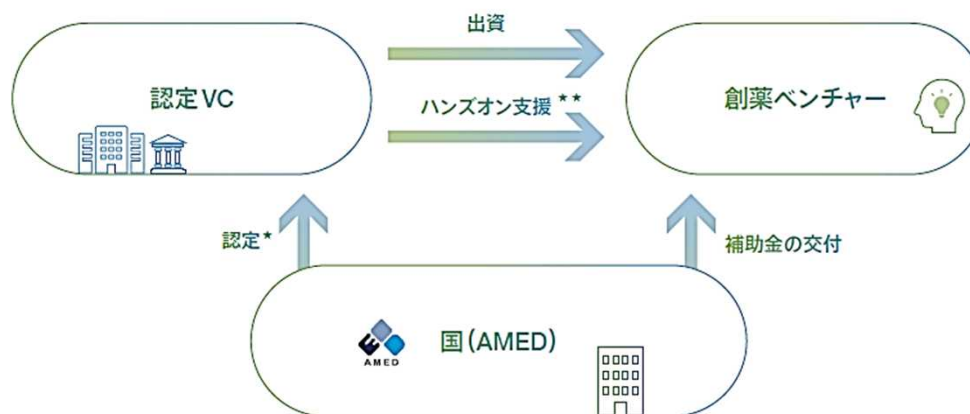 出資
認定VC
ハンズオン支援★★
創薬ベンチャー
認定★
補助金の交付
AMED
国(AMED)